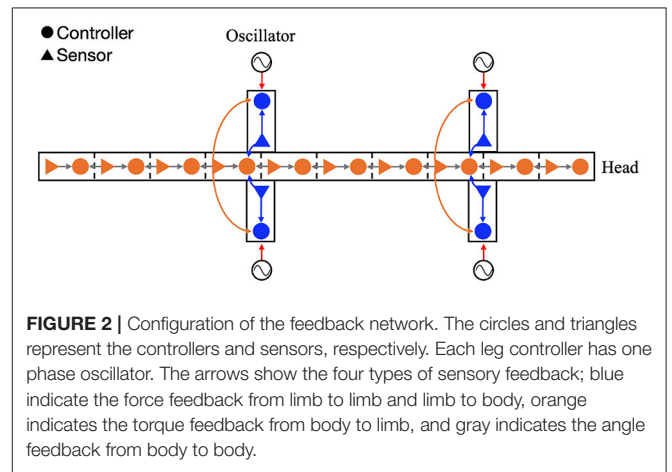 Controller
Sensor
Oscillator
Head
FIGURE 2 | Configuration of the feedback network. The circles and triangles
represent the controllers and sensors, respectively. Each leg controller has one
phase oscillator. The arrows show the four types of sensory feedback; blue
indicate the force feedback from limb to limb and limb to body, orange
indicates the torque feedback from body to limb, and gray indicates the angle
feedback from body to body.